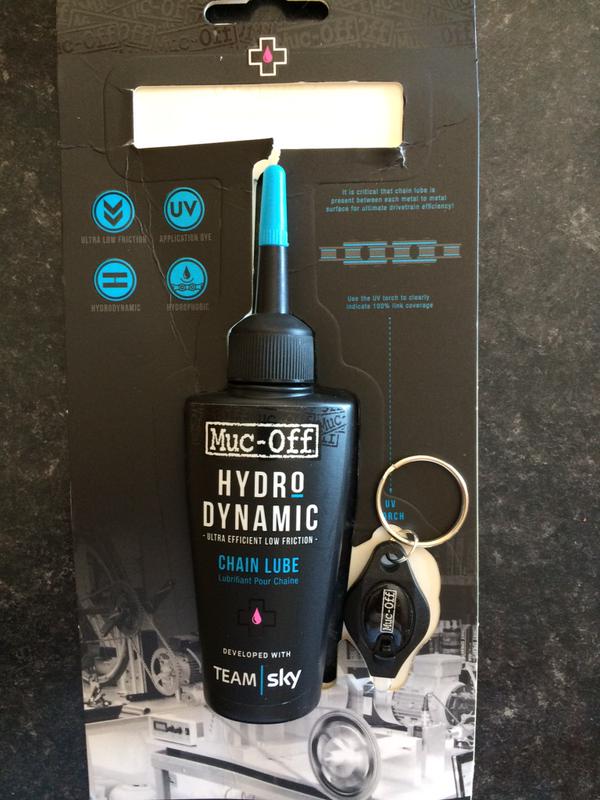 Muc-Off
UV
ULTRA LOW FRICTION
APPLICATION DYE
HYDRODYNAMIC
HYDROPHOBIC
It is critical that chain lube is
present between each metal to metal
surface for ultimate drivetrain efficiency!
Use the UV torch to clearly
indicate 100% link coverage
UV
Muc-Off
HYDRO
DYNAMIC
- ULTRA EFFICIENT LOW FRICTION -
CHAIN LUBE
Lubrifiant Pour Chaine
DEVELOPED WITH
TEAM sky
Muc-Off